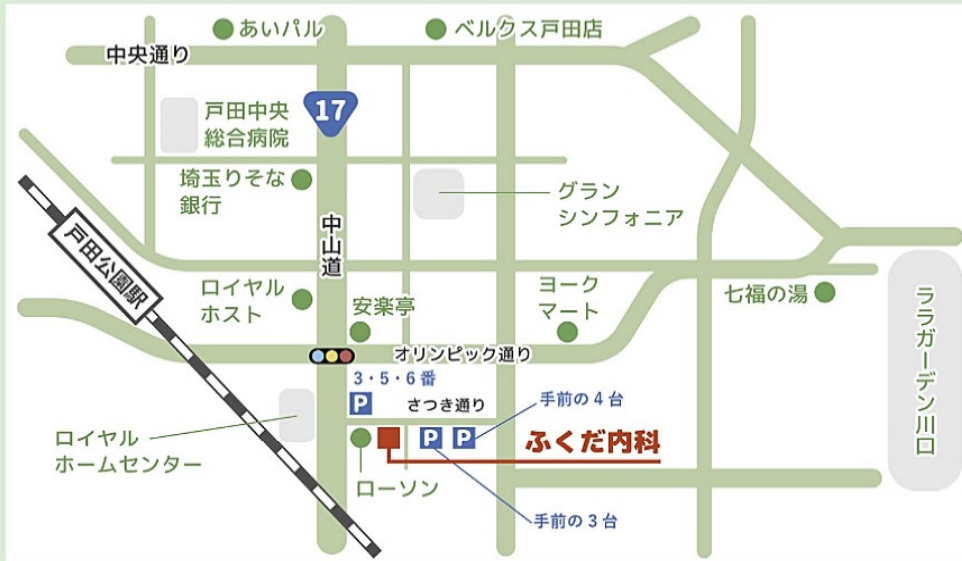 あいパル
ベルクス戸田店
中央通り
17
戸田中央
総合病院
埼玉りそな
銀行
グラン
シンフォニア
中山道
戸田公園駅
ロイヤル
ホスト
安楽亭
ヨーク
マート
七福の湯
ララガーデン川口
オリンピック通り
3・5・6番
P
さつき通り
手前の4台
P
P
ふくだ内科
ロイヤル
ホームセンター
ローソン
手前の3台